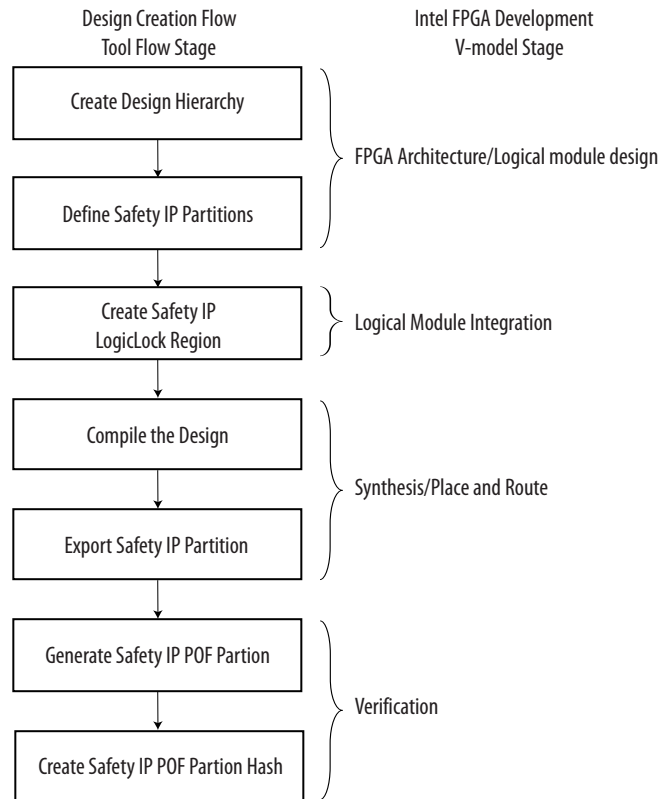 Design Creation Flow
Tool Flow Stage
Intel FPGA Development
V-model Stage
Create Design Hierarchy
FPGA Architecture/Logical module design
Define Safety IP Partitions
Create Safety IP
LogicLock Region
Logical Module Integration
Compile the Design
Synthesis/Place and Route
Export Safety IP Partition
Generate Safety IP POF Partion
Verification
Create Safety IP POF Partion Hash